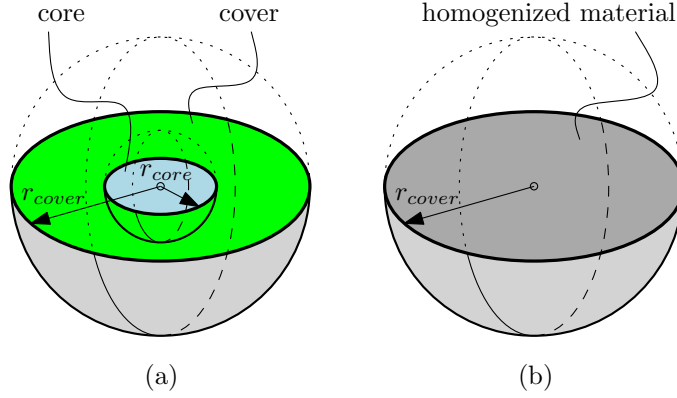 core cover homogenized material
r_core
r_cover r_cover
(a) (b)